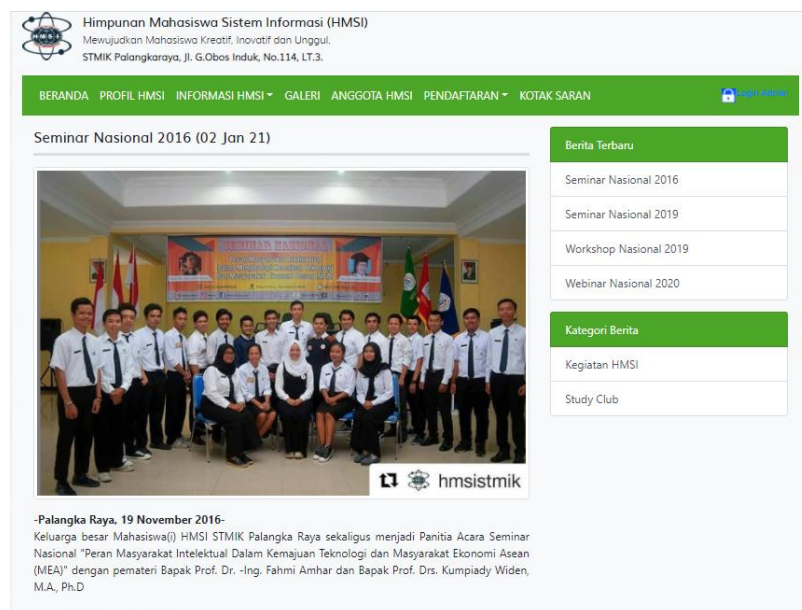 Himpunan Mahasiswa Sistem Informasi (HMSI)
Mewujudkan Mahasiswa Kreatif, Inovatif dan Unggul.
STMIK Palangkaraya, Jl. G.Obos Induk, No.114, LT.3.
HMSI
BERANDA PROFIL HMSI INFORMASI HMSI GALERI ANGGOTA HMSI PENDAFTARAN KOTAK SARAN Login Admin
Seminar Nasional 2016 (02 Jan 21)
SEMINAR NASIONAL
hmsistmik
-Palangka Raya, 19 November 2016-
Keluarga besar Mahasiswa(i) HMSI STMIK Palangka Raya sekaligus menjadi Panitia Acara Seminar
Nasional "Peran Masyarakat Intelektual Dalam Kemajuan Teknologi dan Masyarakat Ekonomi Asean
(MEA)" dengan pemateri Bapak Prof. Dr. -Ing. Fahmi Amhar dan Bapak Prof. Drs. Kumpiady Widen,
M.A., Ph.D
Berita Terbaru
Seminar Nasional 2016
Seminar Nasional 2019
Workshop Nasional 2019
Webinar Nasional 2020
Kategori Berita
Kegiatan HMSI
Study Club